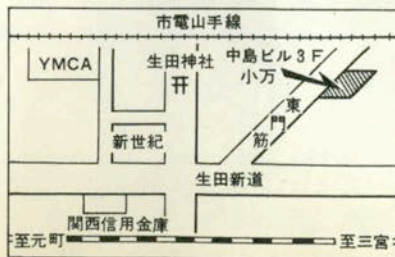 市電山手線
YMCA
生田神社
中島ビル3F
小万
新世紀
東門筋
生田新道
関西信用金庫
至元町
至三宮